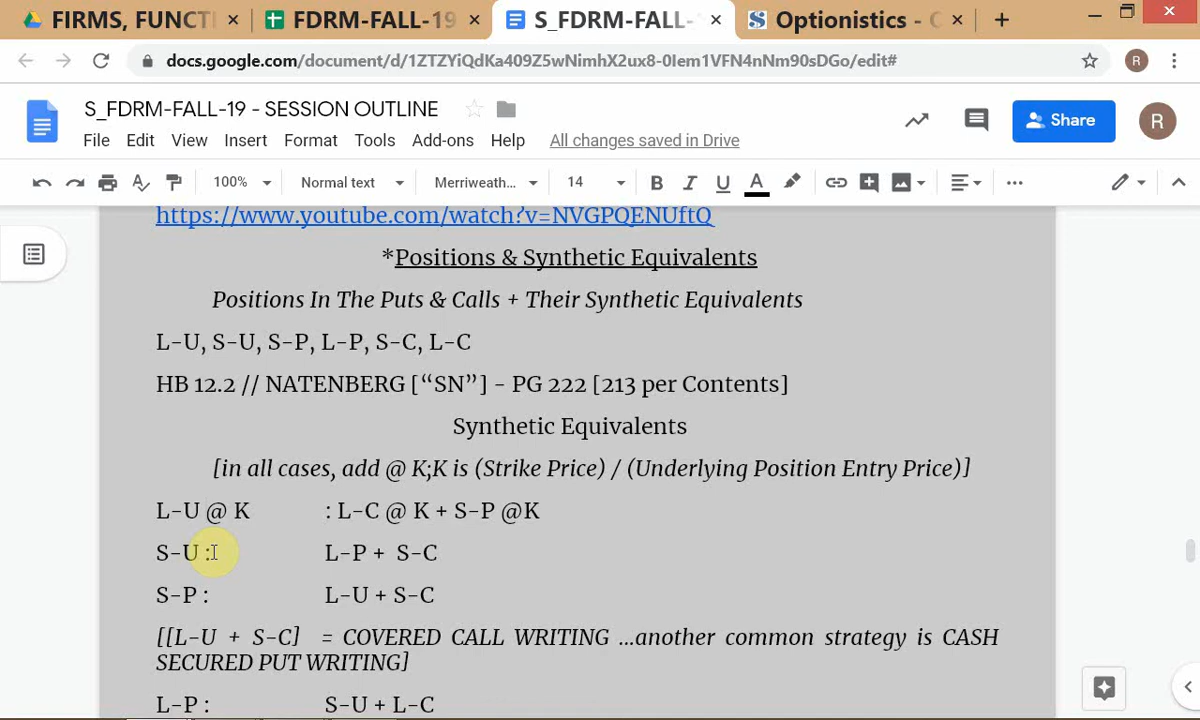 FIRMS, FUNCTI × FDRM-FALL-19 × S_FDRM-FALL- × Optionistics - C × +
docs.google.com/document/d/1ZTZYiQdKa409Z5wNimhX2ux8-0Iem1VFN4nNm90sDGo/edit# R
S_FDRM-FALL-19 - SESSION OUTLINE
File Edit View Insert Format Tools Add-ons Help All changes saved in Drive Share R
100% Normal text Merriweath... 14 B I U A
https://www.youtube.com/watch?v=NVGPQENUftQ
*Positions & Synthetic Equivalents
Positions In The Puts & Calls + Their Synthetic Equivalents
L-U, S-U, S-P, L-P, S-C, L-C
HB 12.2 // NATENBERG [“SN”] - PG 222 [213 per Contents]
Synthetic Equivalents
[in all cases, add @ K;K is (Strike Price) / (Underlying Position Entry Price)]
L-U @ K : L-C @ K + S-P @K
S-U : L-P + S-C
S-P : L-U + S-C
[[L-U + S-C] = COVERED CALL WRITING ...another common strategy is CASH
SECURED PUT WRITING]
L-P : S-U + L-C